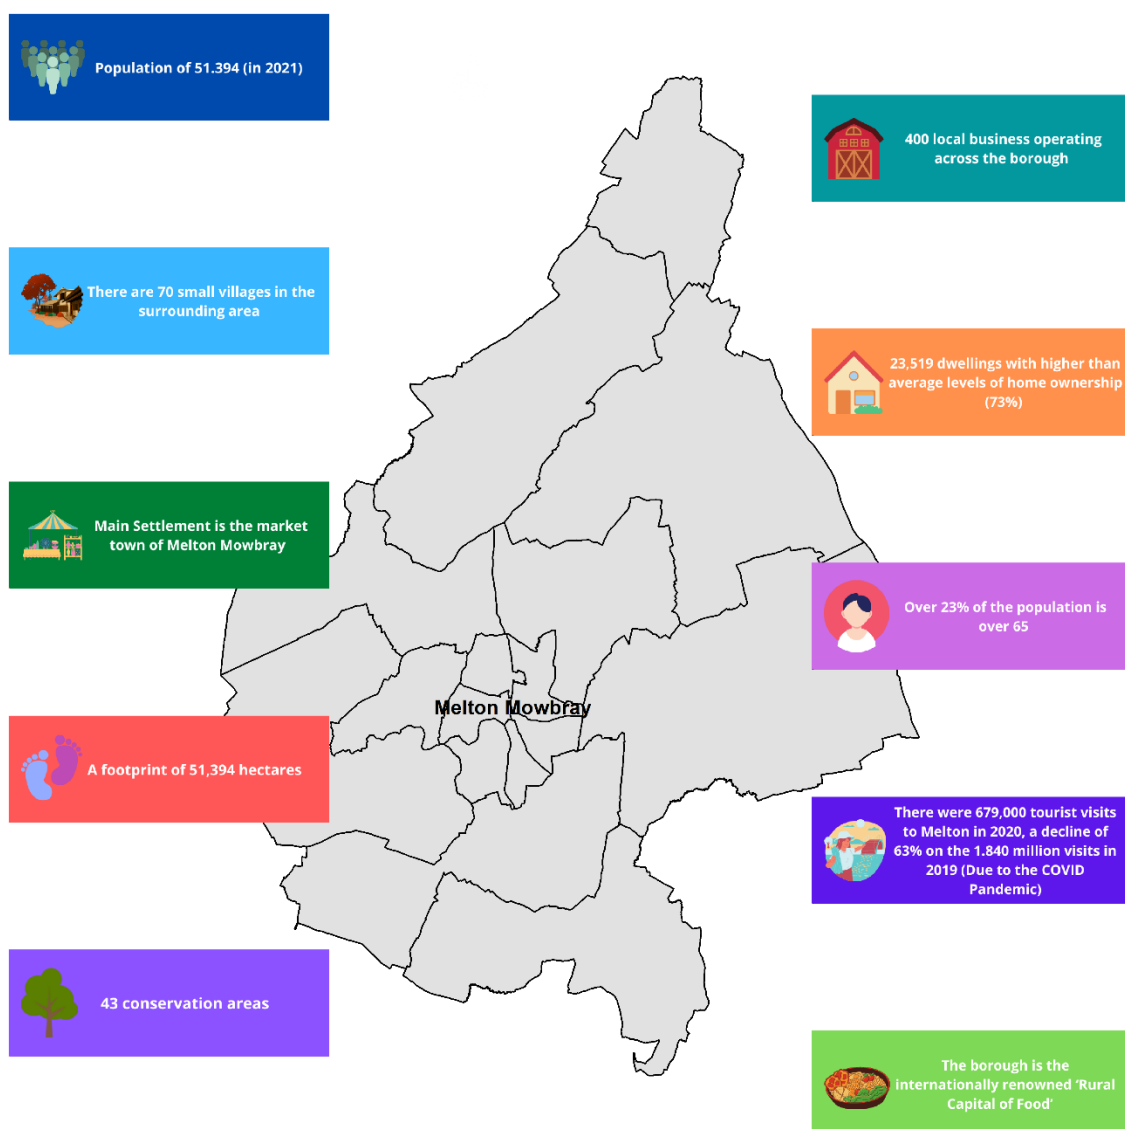 Population of 51.394 (in 2021)
There are 70 small villages in the
surrounding area
Main Settlement is the market
town of Melton Mowbray
A footprint of 51,394 hectares
43 conservation areas
Melton Mowbray
400 local business operating
across the borough
23,519 dwellings with higher than
average levels of home ownership
(73%)
Over 23% of the population is
over 65
There were 679,000 tourist visits
to Melton in 2020, a decline of
63% on the 1.840 million visits in
2019 (Due to the COVID
Pandemic)
The borough is the
internationally renowned ‘Rural
Capital of Food’